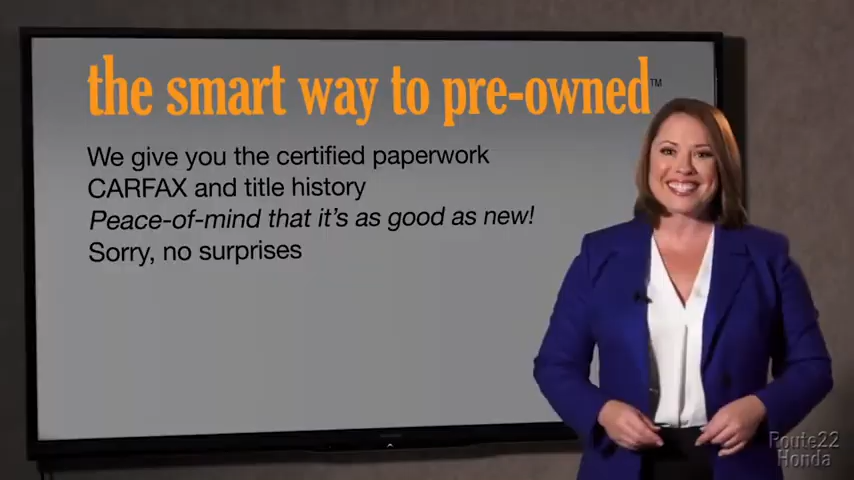 the smart way to pre-owned™
We give you the certified paperwork
CARFAX and title history
Peace-of-mind that it's as good as new!
Sorry, no surprises
Route22
Honda